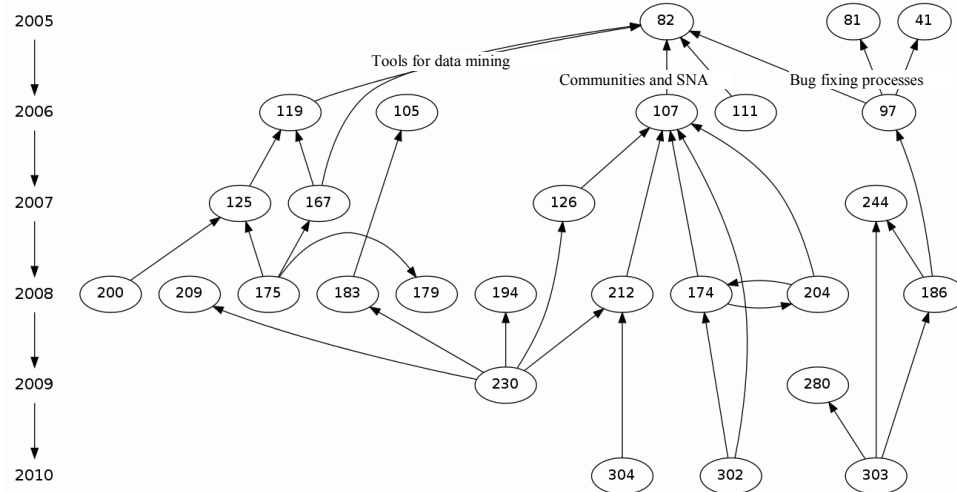 2005 82 81 41
Tools for data mining
Communities and SNA Bug fixing processes
2006 119 105 107 111 97
2007 125 167 126 244
2008 200 209 175 183 179 194 212 174 204 186
2009 230 280
2010 304 302 303